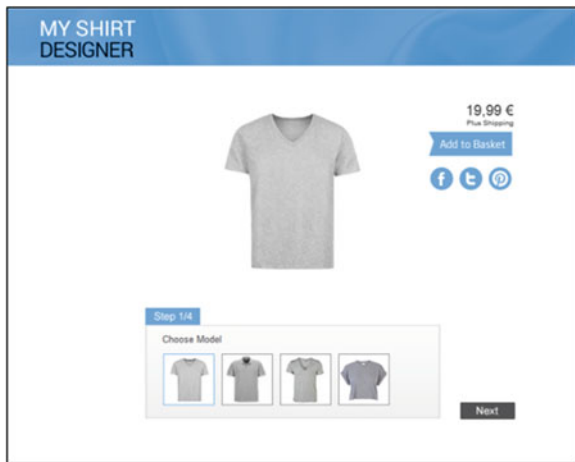 MY SHIRT
DESIGNER
19,99 €
Plus Shipping
Add to Basket
Step 1/4
Choose Model
Next